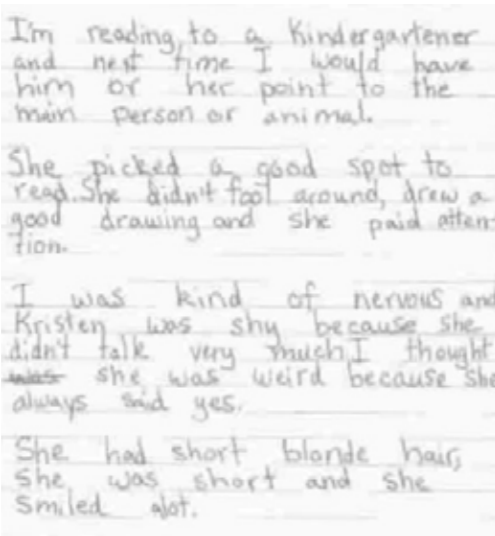 I'm reading to a Kindergartener
and nest time I would have
him or her point to the
main person or animal.
She picked a good spot to
read. She didn't fool around, drew a
good drawing and she paid atten-
tion.
I was kind of nervous and
Kristen was shy because she
didn't talk very much I thought
was she was weird because she
always said yes.
She had short blonde hair,
she was short and she
smiled alot.